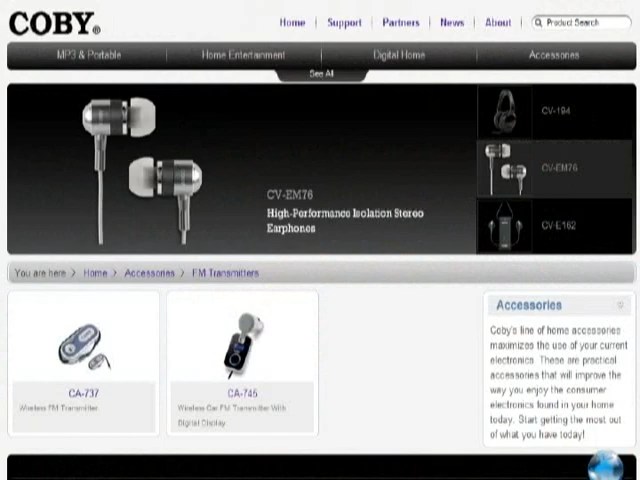 COBY®
Home Support Partners News About Product Search
MP3 & Portable Home Entertainment Digital Home Accessories
See All
CV-194
CV-EM76
CV-E162
CV-EM76
High-Performance Isolation Stereo
Earphones
You are here > Home > Accessories > FM Transmitters
CA-737
Wireless FM Transmitter
CA-745
Wireless Car FM Transmitter With
Digital Display
Accessories
Coby's line of home accessories
maximizes the use of your current
electronics. These are practical
accessories that will improve the
way you enjoy the consumer
electronics found in your home
today. Start getting the most out
of what you have today!